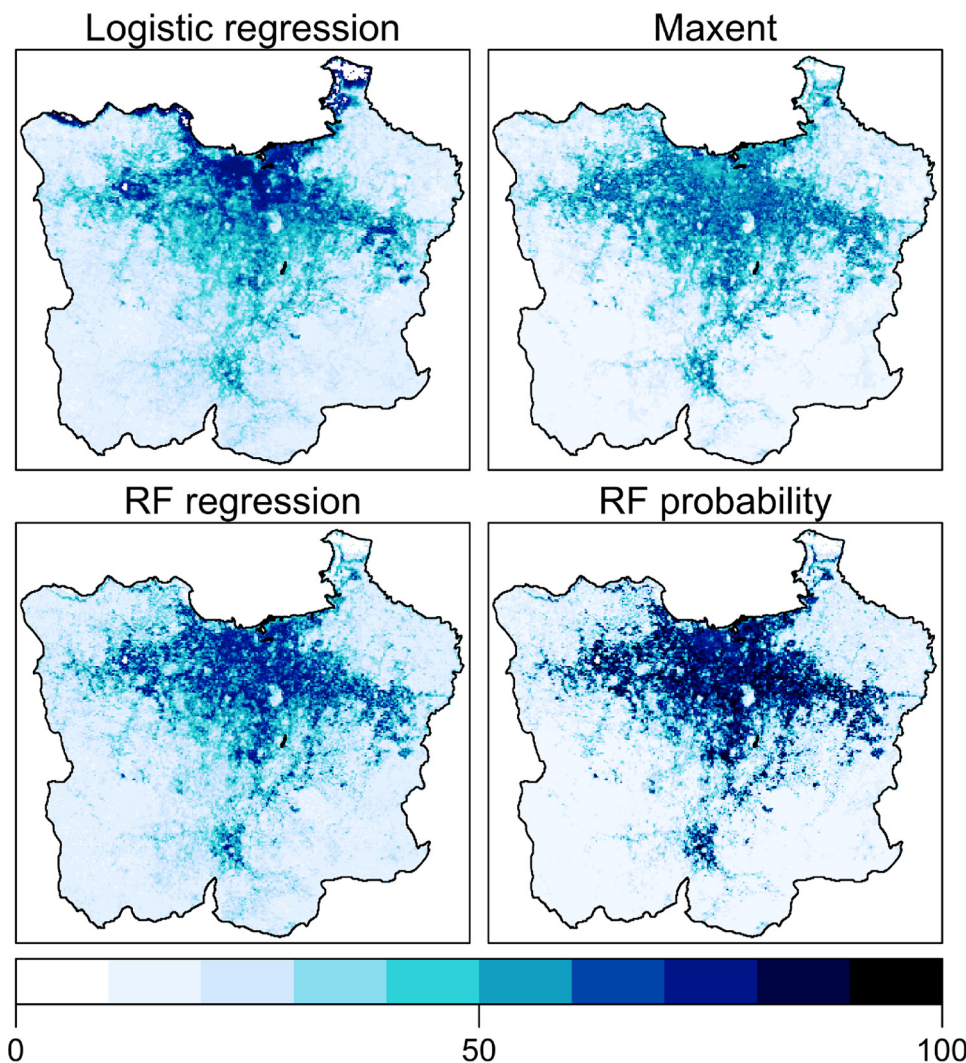 Logistic regression
Maxent
RF regression
RF probability
0 50 100